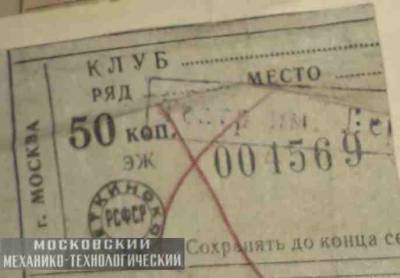 КЛУБ
РЯД МЕСТО
50 коп.
ЭЖ 004569
г. МОСКВА
РСФСР
Сохранять до конца се
МОСКОВСКИЙ
МЕХАНИКО-ТЕХНОЛОГИЧЕСКИЙ